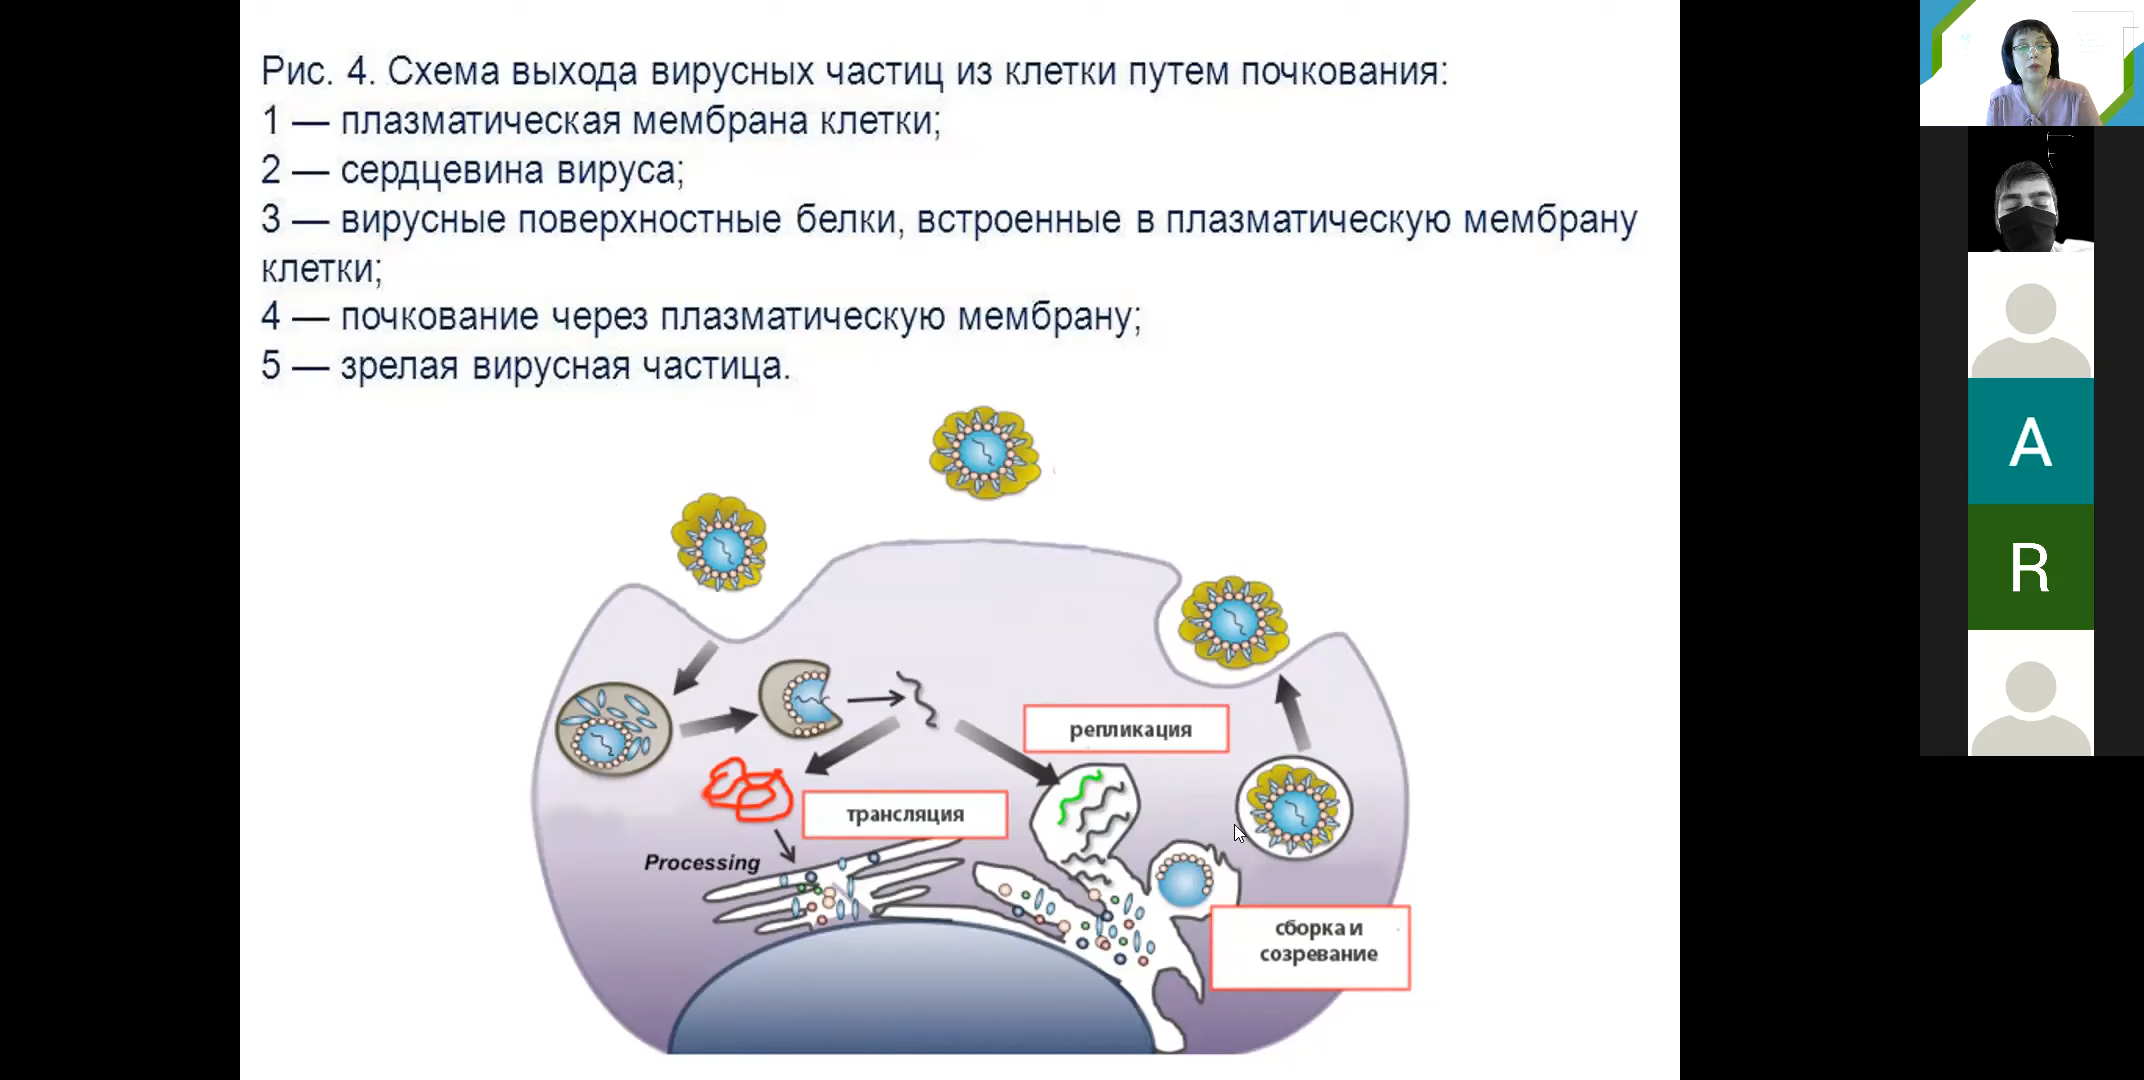 Рис. 4. Схема выхода вирусных частиц из клетки путем почкования:
1 — плазматическая мембрана клетки;
2 — сердцевина вируса;
3 — вирусные поверхностные белки, встроенные в плазматическую мембрану
клетки;
4 — почкование через плазматическую мембрану;
5 — зрелая вирусная частица.
репликация
трансляция
Processing
сборка и
созревание
A
R